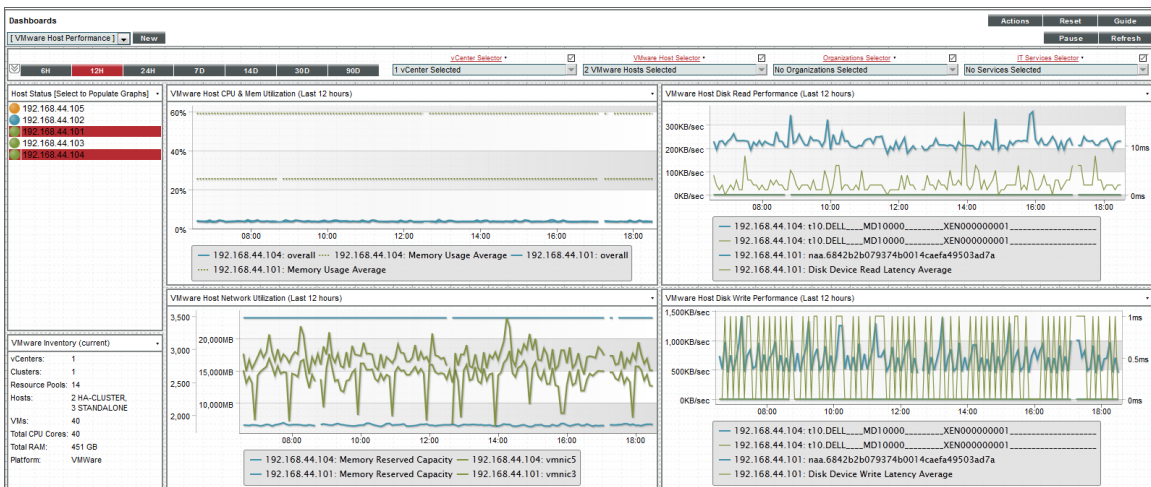 Dashboards
Actions Reset Guide
[ VMware Host Performance ] New
Pause Refresh
6H 12H 24H 7D 14D 30D 90D
vCenter Selector
1 vCenter Selected
VMware Host Selector
2 VMware Hosts Selected
Organizations Selector
No Organizations Selected
IT Services Selector
No Services Selected
Host Status [Select to Populate Graphs]
192.168.44.105
192.168.44.102
192.168.44.101
192.168.44.103
192.168.44.104
VMware Host CPU & Mem Utilization (Last 12 hours)
60%
40%
20%
0%
08:00 10:00 12:00 14:00 16:00 18:00
192.168.44.104: overall 192.168.44.104: Memory Usage Average 192.168.44.101: overall
192.168.44.101: Memory Usage Average
VMware Host Disk Read Performance (Last 12 hours)
300KB/sec
200KB/sec 10ms
100KB/sec
0KB/sec 0ms
08:00 10:00 12:00 14:00 16:00 18:00
192.168.44.104: t10.DELL____MD10000_________XEN000000001____________________
192.168.44.104: t10.DELL____MD10000_________XEN000000001____________________
192.168.44.101: naa.6842b2b079374b0014caefa49503ad7a
192.168.44.101: Disk Device Read Latency Average
VMware Inventory (current)
vCenters: 1
Clusters: 1
Resource Pools: 14
Hosts: 2 HA-CLUSTER,
3 STANDALONE
VMs: 40
Total CPU Cores: 40
Total RAM: 451 GB
Platform: VMWare
VMware Host Network Utilization (Last 12 hours)
3,500
20,000MB
3,000
15,000MB
2,500
10,000MB
2,000
08:00 10:00 12:00 14:00 16:00 18:00
192.168.44.104: Memory Reserved Capacity 192.168.44.104: vmnic5
192.168.44.101: Memory Reserved Capacity 192.168.44.101: vmnic3
VMware Host Disk Write Performance (Last 12 hours)
1,500KB/sec 1ms
1,000KB/sec
0.5ms
500KB/sec
0KB/sec 0ms
08:00 10:00 12:00 14:00 16:00 18:00
192.168.44.104: t10.DELL____MD10000_________XEN000000001____________________
192.168.44.104: t10.DELL____MD10000_________XEN000000001____________________
192.168.44.101: naa.6842b2b079374b0014caefa49503ad7a
192.168.44.101: Disk Device Write Latency Average